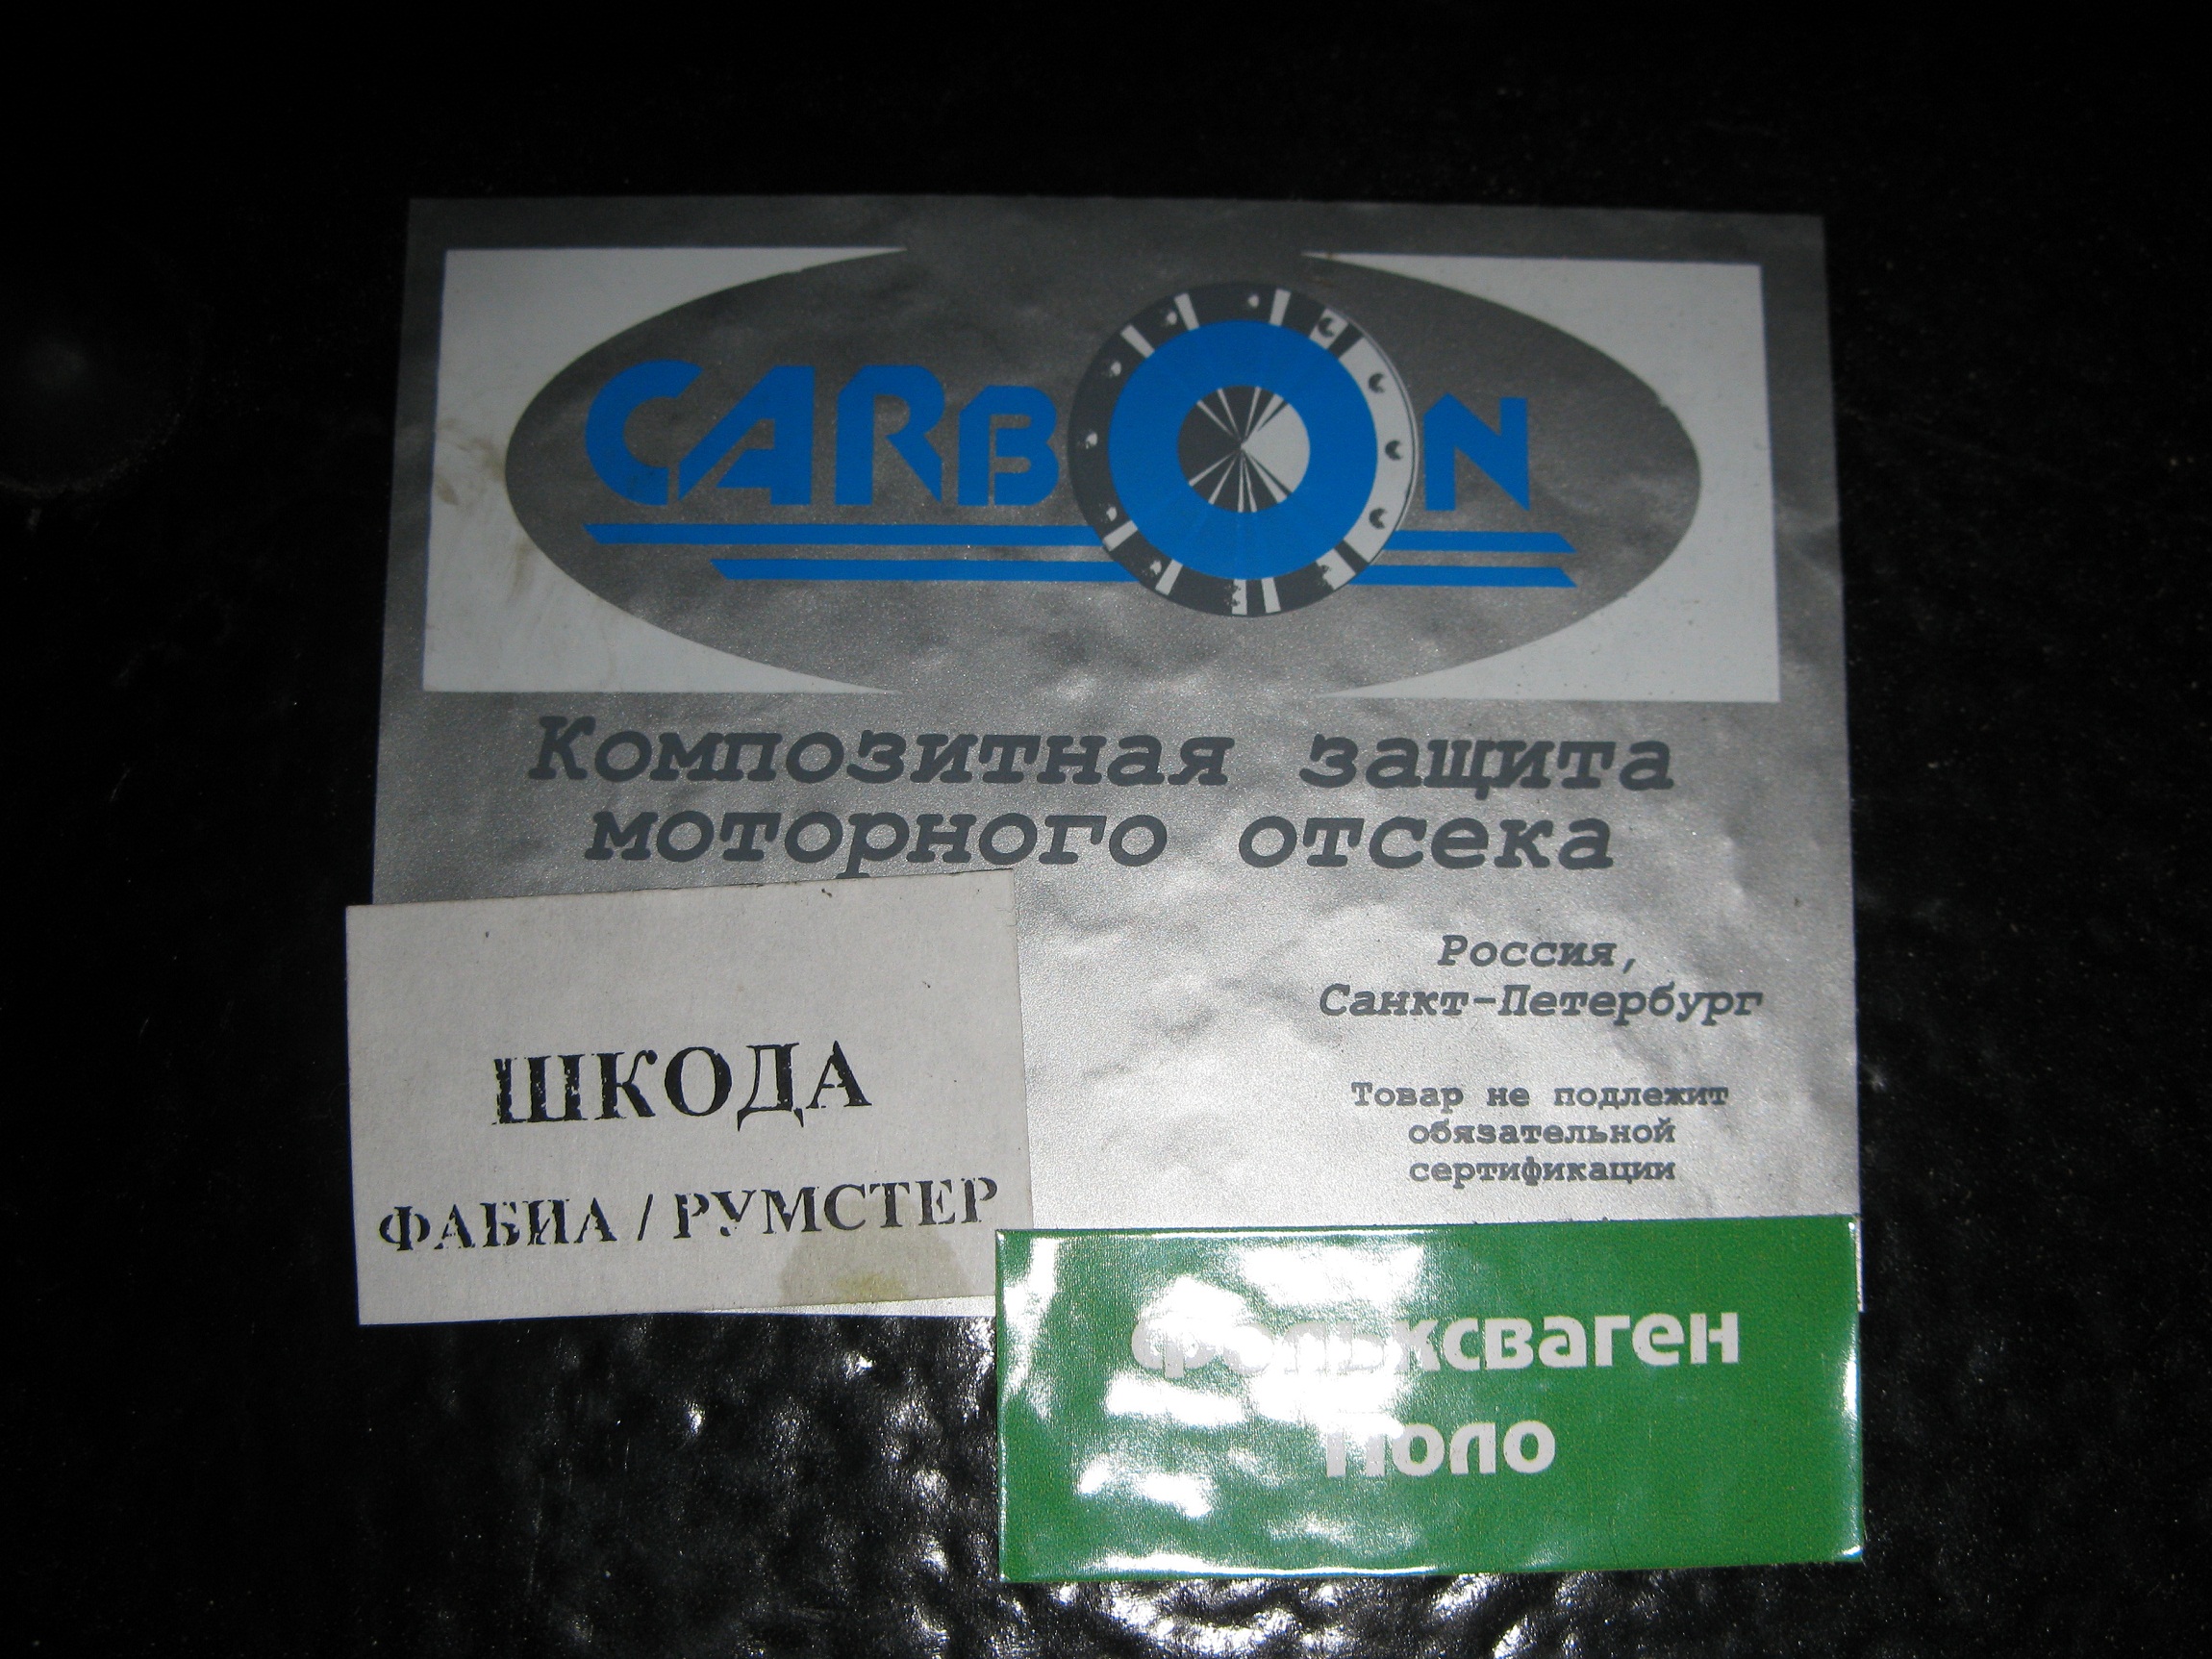 CARBON
Композитная защита
моторного отсека
Россия,
Санкт-Петербург
Товар не подлежит
обязательной
сертификации
ШКОДА
ФАБИА / РУМСТЕР
Фольксваген
Поло